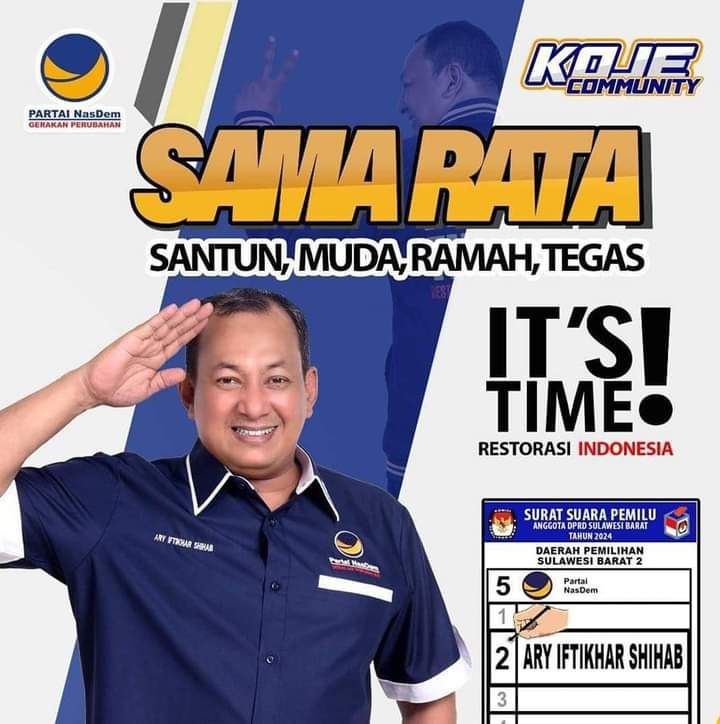 PARTAI NasDem
GERAKAN PERUBAHAN
KOJE
COMMUNITY
SAMA RATA
SANTUN, MUDA, RAMAH, TEGAS
IT'S
TIME!
RESTORASI INDONESIA
ARY IFTIKHAR SHIHAB
Partai NasDem
SURAT SUARA PEMILU
ANGGOTA DPRD SULAWESI BARAT
TAHUN 2024
DAERAH PEMILIHAN
SULAWESI BARAT 2
5 Partai
NasDem
1
2 ARY IFTIKHAR SHIHAB
3